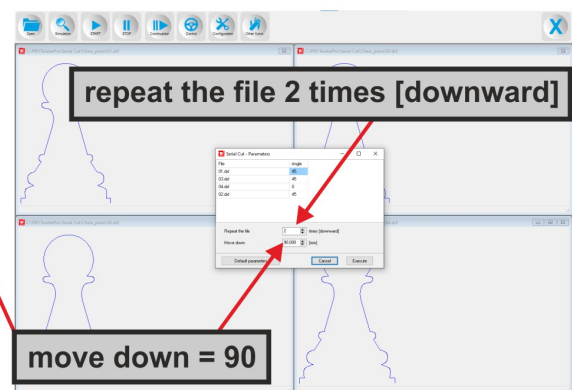 Open
Simulation
START
STOP
Continuation
Control
Configuration
Other functi
repeat the file 2 times [downward]
Serial Cut - Parameters
File Angle
01.dxf 45
03.dxf 45
04.dxf 0
02.dxf 45
Repeat the file 2 times [downward]
Move down 90.000 [mm]
Default parameters Cancel Execute
move down = 90